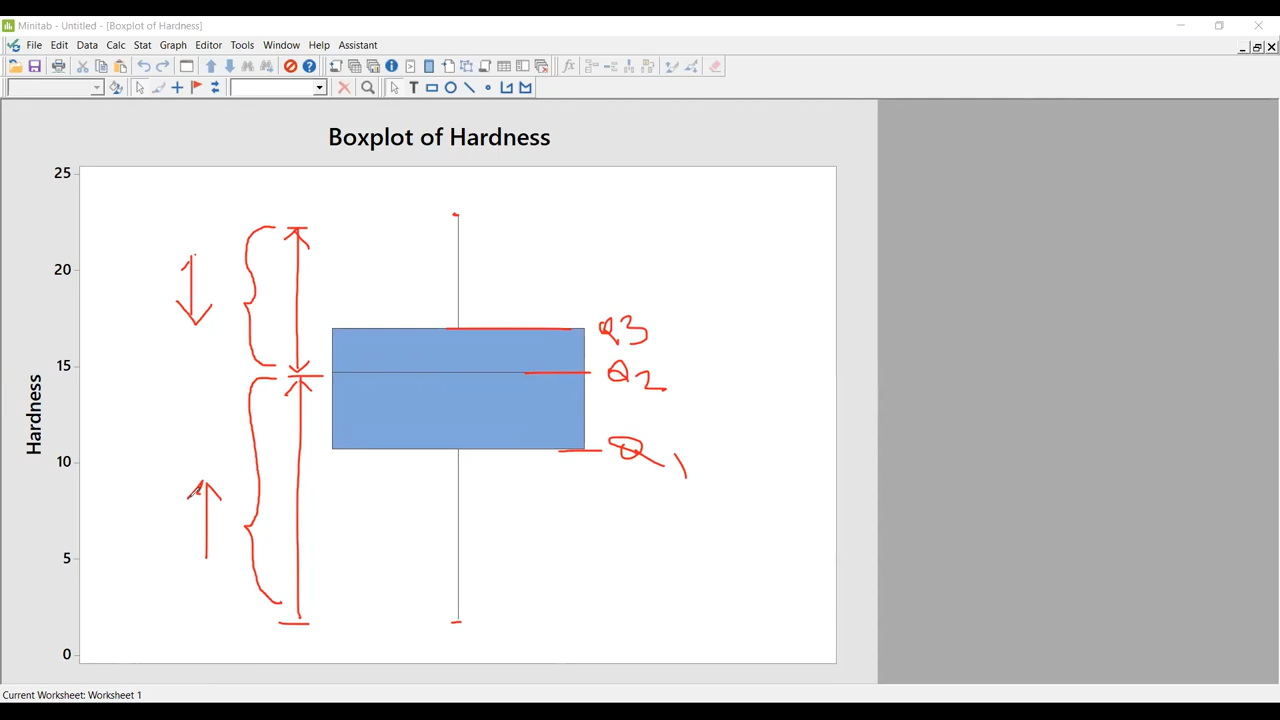 Minitab - Untitled - [Boxplot of Hardness]
File Edit Data Calc Stat Graph Editor Tools Window Help Assistant
Boxplot of Hardness
25
20
15
10
5
0
Hardness
Q3
Q2
Q1
Current Worksheet: Worksheet 1